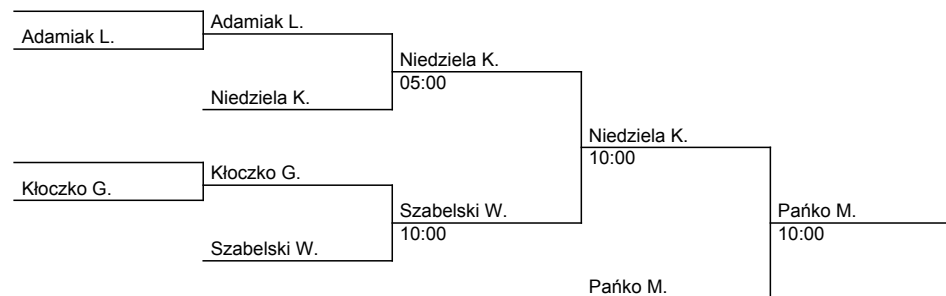 Adamiak L.
Adamiak L.
Niedziela K.
05:00
Niedziela K.
Niedziela K.
10:00
Kłoczko G.
Kłoczko G.
Szabelski W.
10:00
Szabelski W.
Pańko M.
10:00
Pańko M.